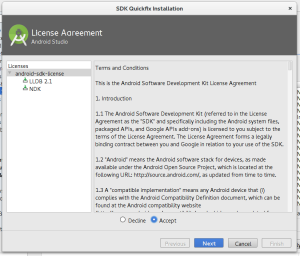 SDK Quickfix Installation
License Agreement
Android Studio
Licenses
android-sdk-license
LLDB 2.1
NDK
Terms and Conditions
This is the Android Software Development Kit License Agreement
1. Introduction
1.1 The Android Software Development Kit (referred to in the License
Agreement as the "SDK" and specifically including the Android system files,
packaged APIs, and Google APIs add-ons) is licensed to you subject to
the terms of the License Agreement. The License Agreement forms a legally
binding contract between you and Google in relation to your use of the SDK.
1.2 "Android" means the Android software stack for devices, as made
available under the Android Open Source Project, which is located at the
following URL: http://source.android.com/, as updated from time to time.
1.3 A "compatible implementation" means any Android device that (i)
complies with the Android Compatibility Definition document, which can be
found at the Android compatibility website
Decline
Accept
Previous
Next
Cancel
Finish